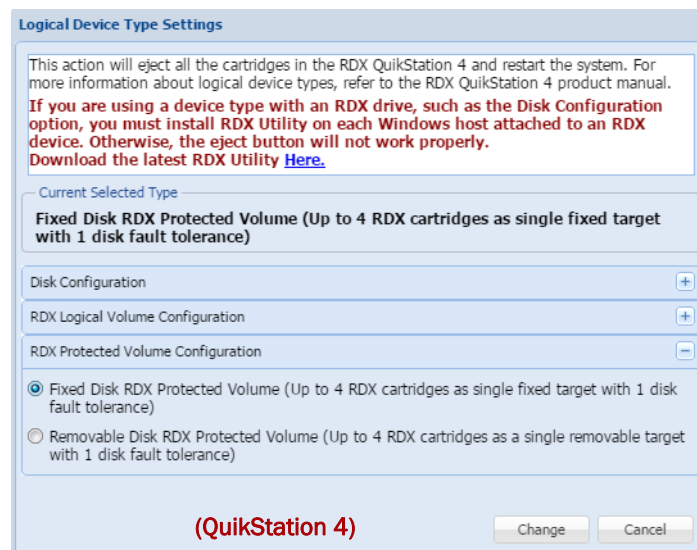 Logical Device Type Settings
This action will eject all the cartridges in the RDX QuikStation 4 and restart the system. For
more information about logical device types, refer to the RDX QuikStation 4 product manual.
If you are using a device type with an RDX drive, such as the Disk Configuration
option, you must install RDX Utility on each Windows host attached to an RDX
device. Otherwise, the eject button will not work properly.
Download the latest RDX Utility Here.
Current Selected Type
Fixed Disk RDX Protected Volume (Up to 4 RDX cartridges as single fixed target
with 1 disk fault tolerance)
Disk Configuration
RDX Logical Volume Configuration
RDX Protected Volume Configuration
Fixed Disk RDX Protected Volume (Up to 4 RDX cartridges as single fixed target with 1 disk
fault tolerance)
Removable Disk RDX Protected Volume (Up to 4 RDX cartridges as a single removable target
with 1 disk fault tolerance)
(QuikStation 4)
Change
Cancel